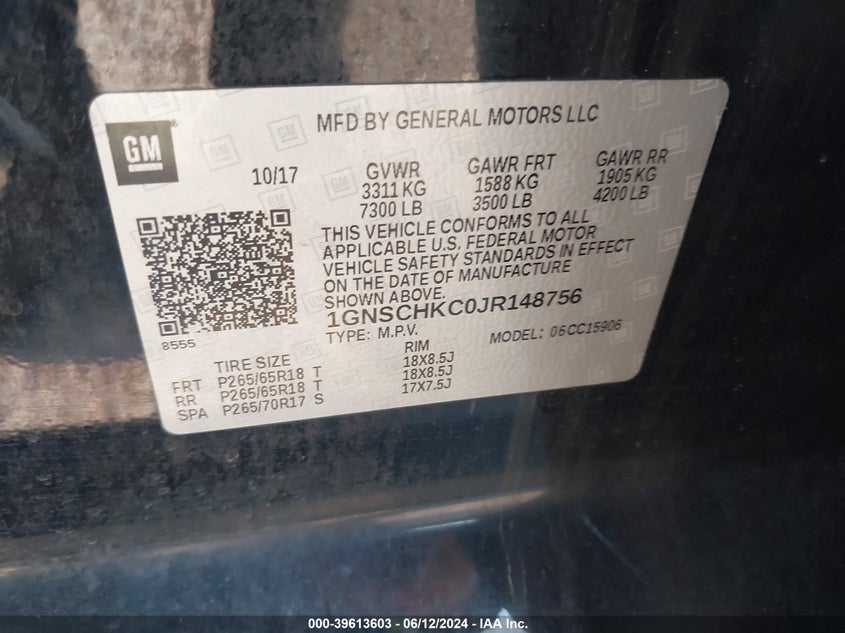 GM
MFD BY GENERAL MOTORS LLC
10/17
GVWR
3311 KG
7300 LB
GAWR FRT
1588 KG
3500 LB
GAWR RR
1905 KG
4200 LB
THIS VEHICLE CONFORMS TO ALL
APPLICABLE U.S. FEDERAL MOTOR
VEHICLE SAFETY STANDARDS IN EFFECT
ON THE DATE OF MANUFACTURE
SHOWN ABOVE.
1GNSCHKC0JR148756
8555
TYPE: M.P.V.
MODEL: 06CC15906
TIRE SIZE RIM
FRT P265/65R18 T 18X8.5J
RR P265/65R18 T 18X8.5J
SPA P265/70R17 S 17X7.5J
000-39613603 - 06/12/2024 - IAA Inc.